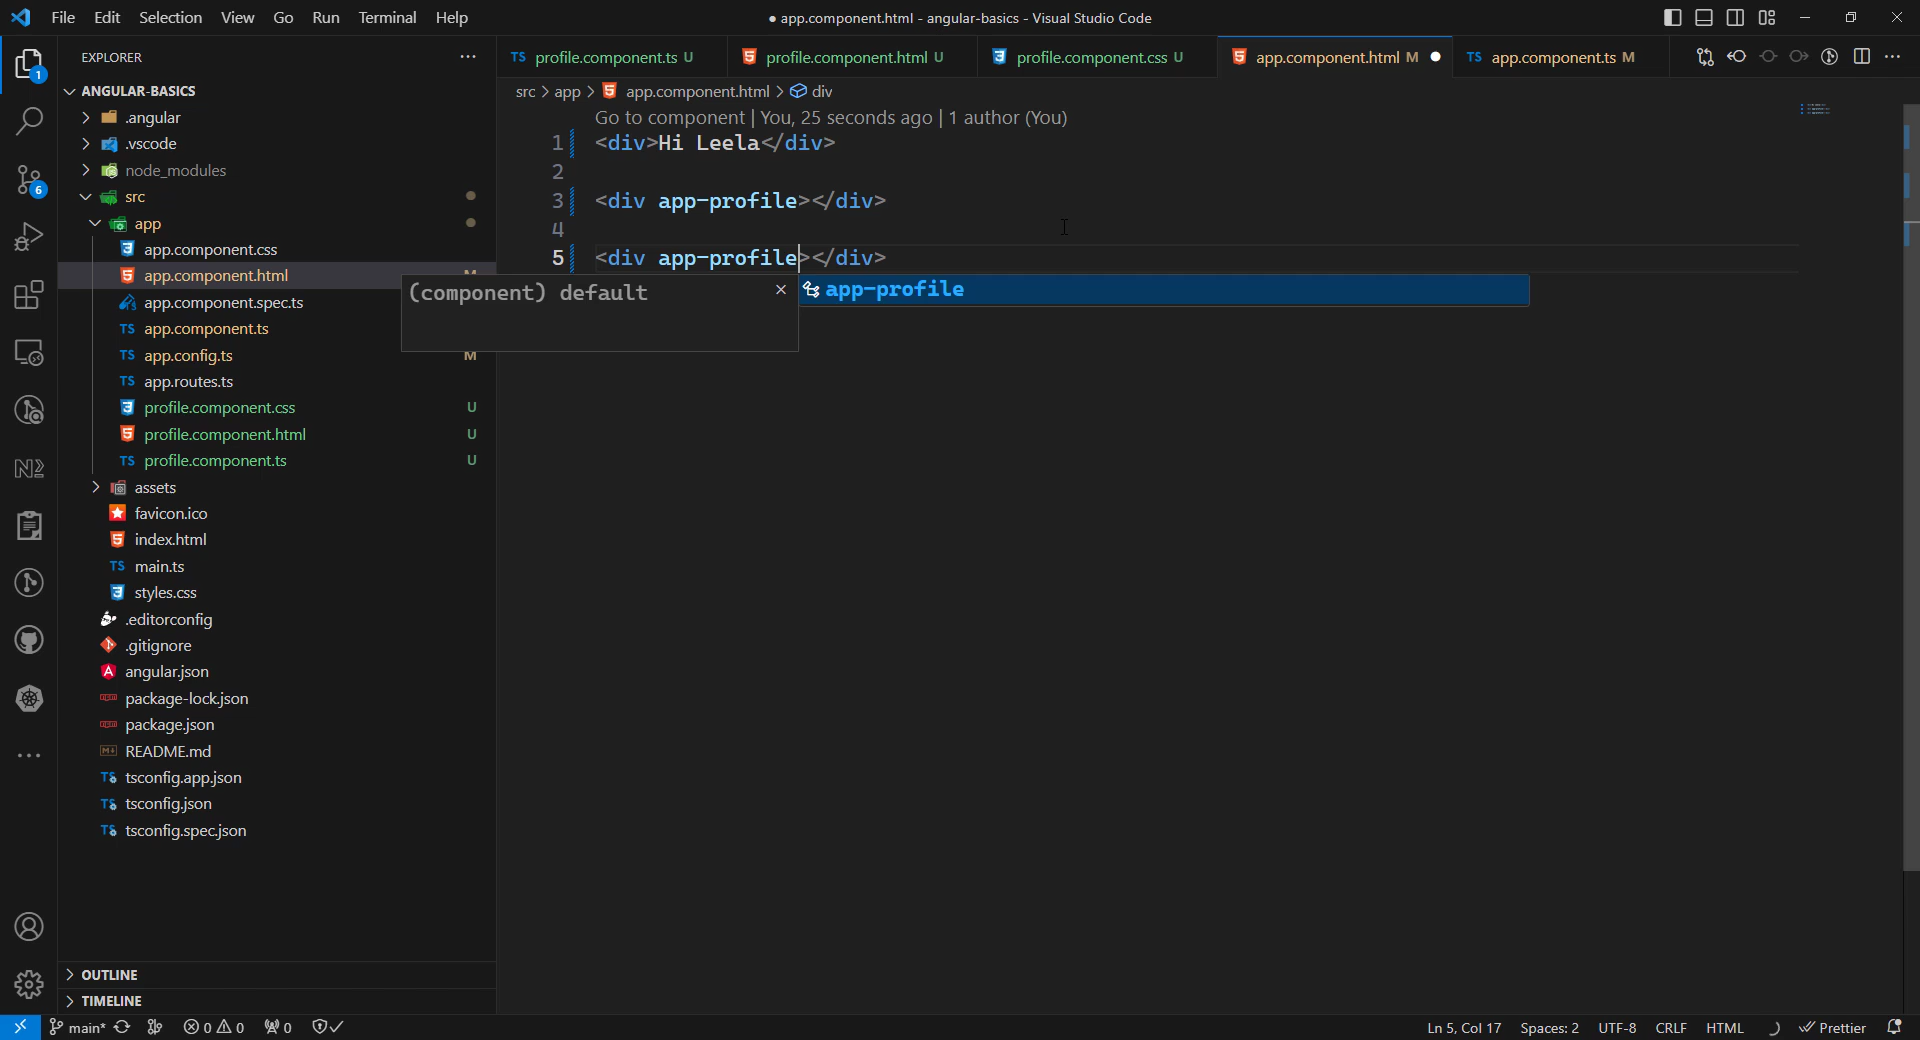 File Edit Selection View Go Run Terminal Help
● app.component.html - angular-basics - Visual Studio Code
EXPLORER
ANGULAR-BASICS
.angular
.vscode
node_modules
src
app
app.component.css
app.component.html M
app.component.spec.ts
TS app.component.ts
TS app.config.ts M
TS app.routes.ts
profile.component.css U
profile.component.html U
TS profile.component.ts U
assets
favicon.ico
index.html
TS main.ts
styles.css
.editorconfig
.gitignore
angular.json
package-lock.json
package.json
README.md
TS tsconfig.app.json
TS tsconfig.json
TS tsconfig.spec.json
OUTLINE
TIMELINE
1
6
TS profile.component.ts U
profile.component.html U
profile.component.css U
app.component.html M
TS app.component.ts M
src > app > app.component.html > div
Go to component | You, 25 seconds ago | 1 author (You)
1 <div>Hi Leela</div>
2
3 <div app-profile></div>
4
5 <div app-profile></div>
(component) default
app-profile
main* 0 0 0
Ln 5, Col 17 Spaces: 2 UTF-8 CRLF HTML Prettier